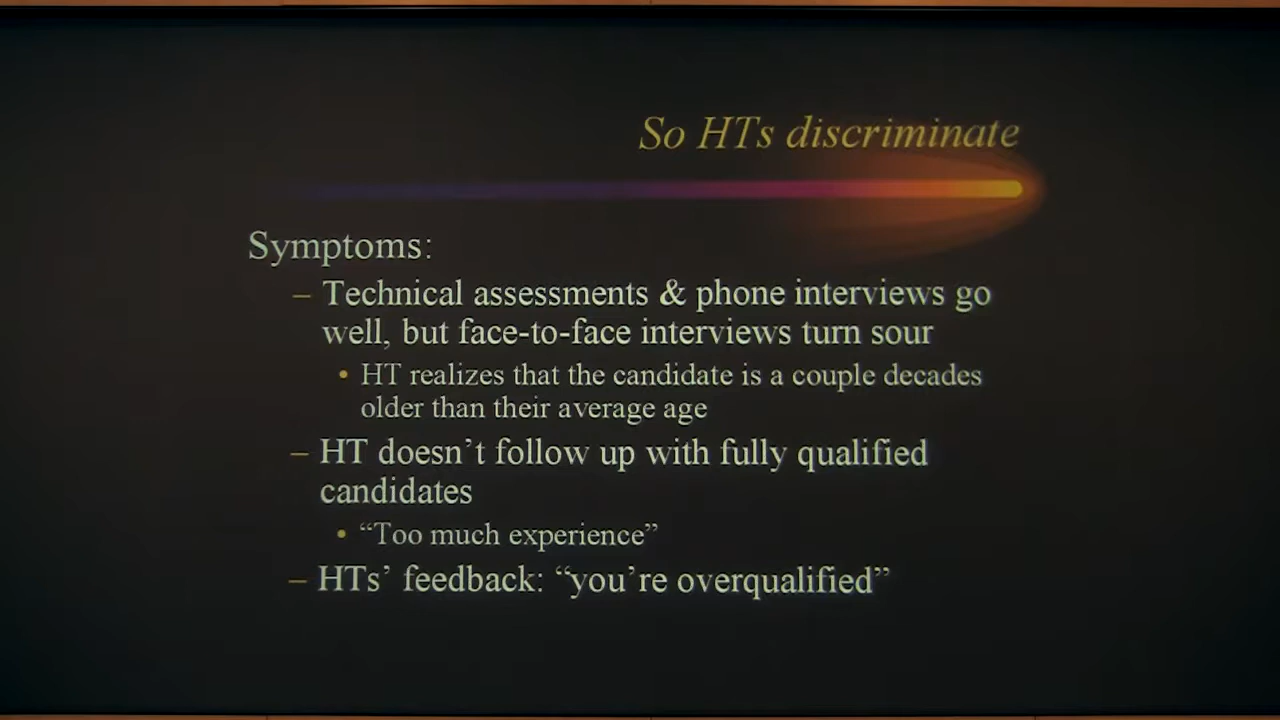 So HTs discriminate
Symptoms:
– Technical assessments & phone interviews go
well, but face-to-face interviews turn sour
• HT realizes that the candidate is a couple decades
older than their average age
– HT doesn’t follow up with fully qualified
candidates
• “Too much experience”
– HTs’ feedback: “you’re overqualified”